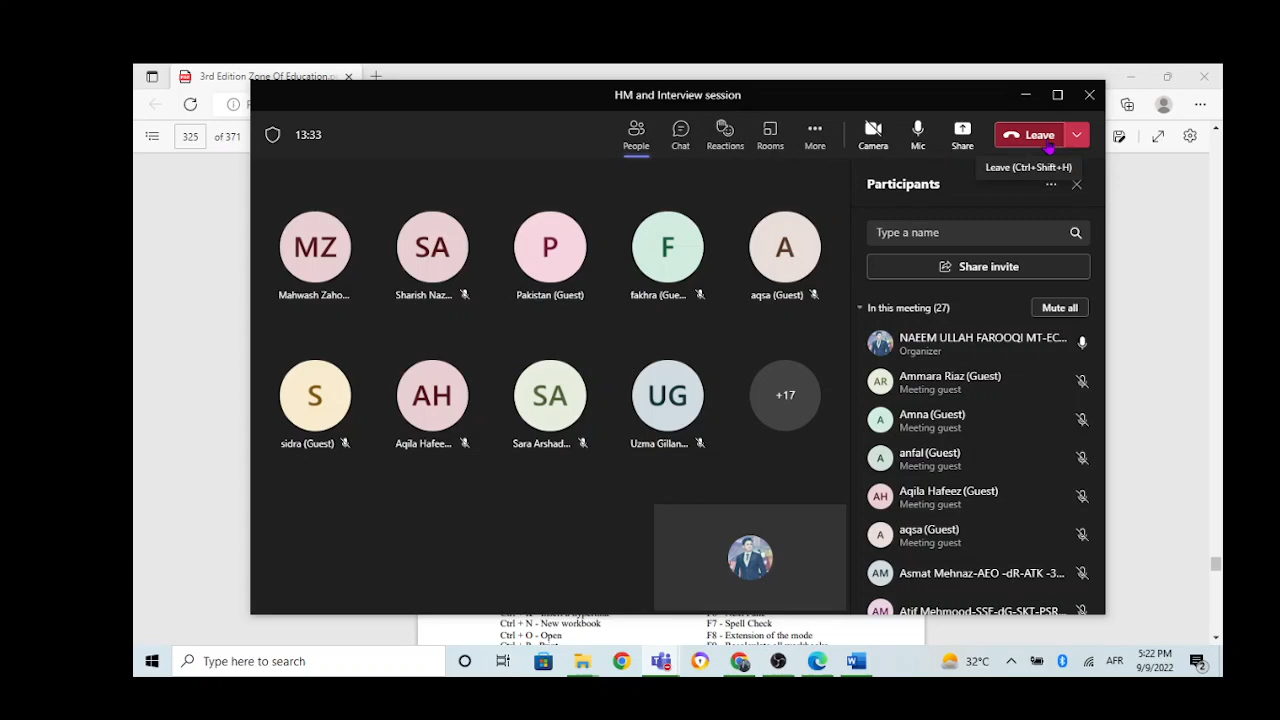 3rd Edition Zone Of Education.p
325 of 371
HM and Interview session
13:33
People
Chat
Reactions
Rooms
More
Camera
Mic
Share
Leave
Leave (Ctrl+Shift+H)
MZ
SA
P
F
A
Mahwash Zaho...
Sharish Naz...
Pakistan (Guest)
fakhra (Gue...
aqsa (Guest)
S
AH
SA
UG
+17
sidra (Guest)
Aqila Hafee...
Sara Arshad...
Uzma Gillan...
Participants
Type a name
Share invite
In this meeting (27)
Mute all
NAEEM ULLAH FAROOQI MT-EC...
Organizer
AR
Ammara Riaz (Guest)
Meeting guest
A
Amna (Guest)
Meeting guest
A
anfal (Guest)
Meeting guest
AH
Aqila Hafeez (Guest)
Meeting guest
A
aqsa (Guest)
Meeting guest
AM
Asmat Mehnaz-AEO -dR-ATK -3...
AM
Atif Mehmood-SSE-dG-SKT-PSR...
Ctrl + N - New workbook
F7 - Spell Check
Ctrl + O - Open
F8 - Extension of the mode
Type here to search
32°C
AFR
5:22 PM
9/9/2022
2